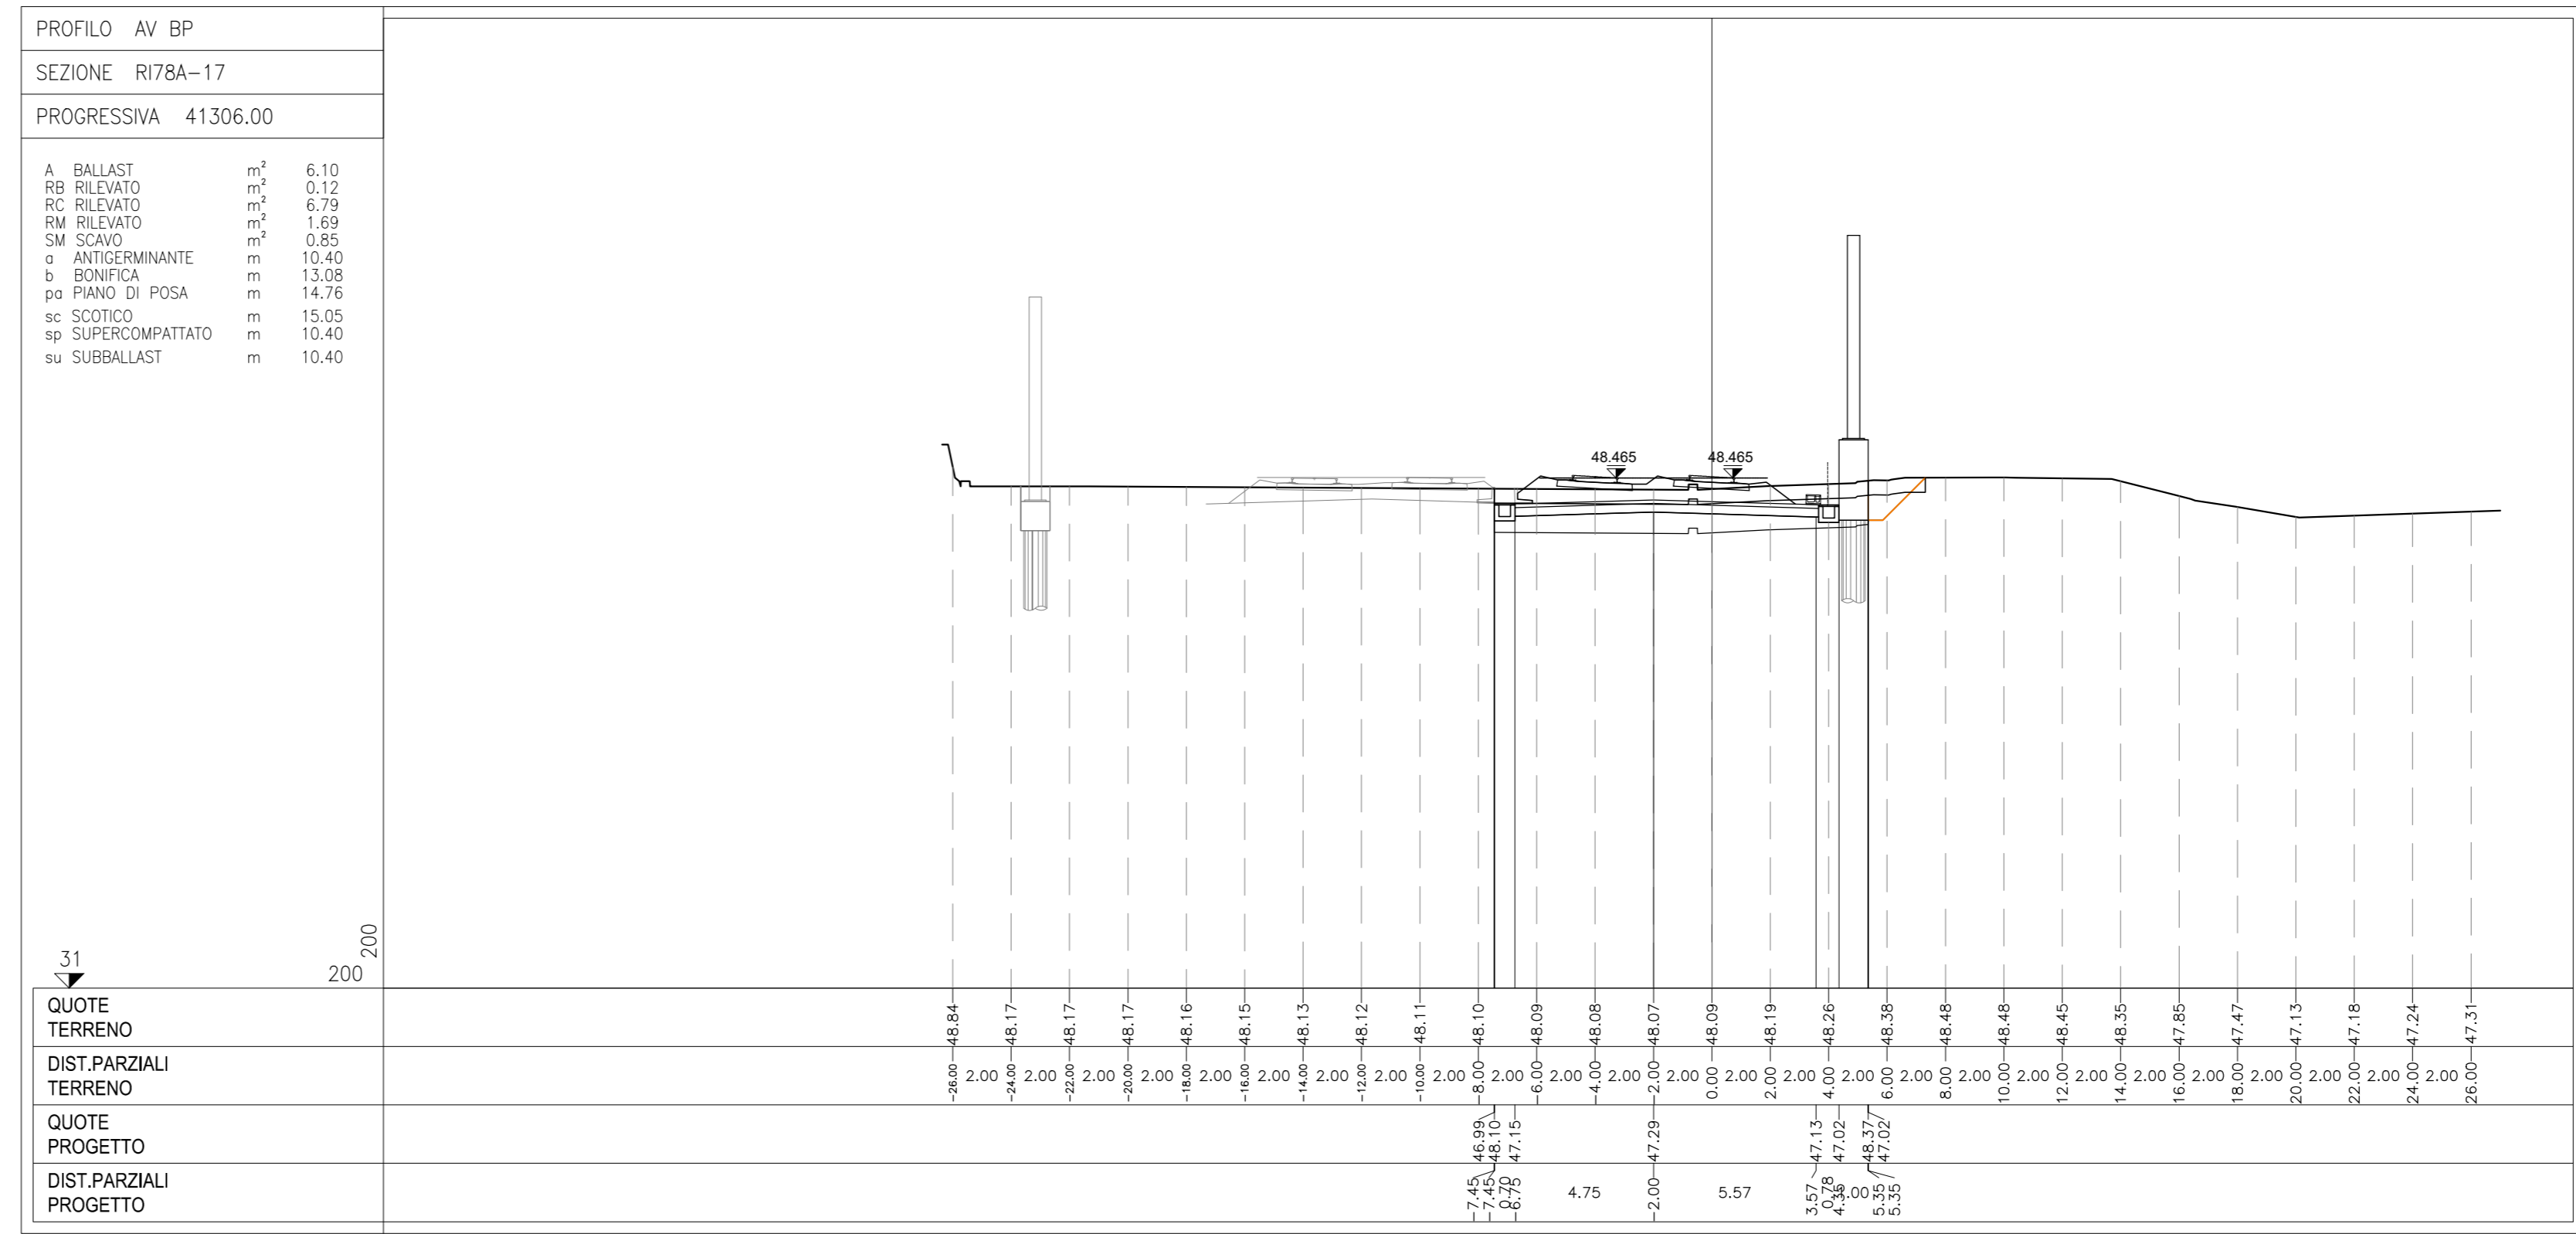 PROFILO AV BP
SEZIONE RI78A-17
PROGRESSIVA 41306.00
A BALLAST m² 6.10
RB RILEVATO m² 0.12
RC RILEVATO m² 6.79
RM RILEVATO m² 1.69
SM SCAVO m² 0.85
a ANTIGERMINANTE m 10.40
b BONIFICA m 13.08
pa PIANO DI POSA m 14.76
sc SCOTICO m 15.05
sp SUPERCOMPATTATO m 10.40
su SUBBALLAST m 10.40
48.465 48.465
31
200
200
QUOTE
TERRENO
48.84 48.17 48.17 48.17 48.16 48.15 48.13 48.12 48.11 48.10 48.09 48.08 48.07 48.09 48.19 48.26 48.38 48.48 48.48 48.45 48.35 47.85 47.47 47.13 47.18 47.24 47.31
DIST.PARZIALI
TERRENO
-26.00 2.00 -24.00 2.00 -22.00 2.00 -20.00 2.00 -18.00 2.00 -16.00 2.00 -14.00 2.00 -12.00 2.00 -10.00 2.00 -8.00 2.00 -6.00 2.00 -4.00 2.00 -2.00 2.00 0.00 2.00 2.00 2.00 4.00 2.00 6.00 2.00 8.00 2.00 10.00 2.00 12.00 2.00 14.00 2.00 16.00 2.00 18.00 2.00 20.00 2.00 22.00 2.00 24.00 2.00 26.00
QUOTE
PROGETTO
46.99 48.10 47.15 47.29 47.13 47.02 48.37 47.02
DIST.PARZIALI
PROGETTO
-7.45 -7.45 0.70 -6.75 4.75 -2.00 5.57 3.57 0.78 4.35 1.00 5.35 5.35